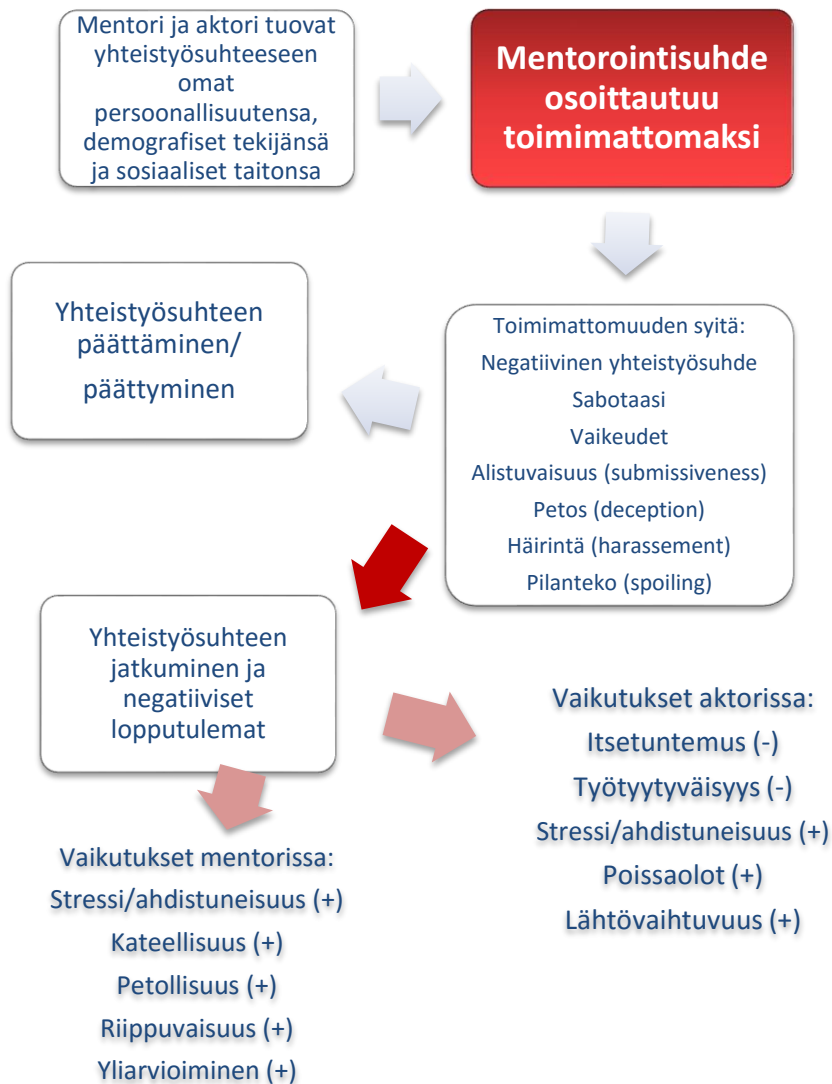 Mentori ja aktori tuovat
yhteistyösuhteeseen
omat
persoonallisuutensa,
demografiset tekijänsä
ja sosiaaliset taitonsa
Mentorointisuhde
osoittautuu
toimimattomaksi
Toimimattomuuden syitä:
Negatiivinen yhteistyösuhde
Sabotaasi
Vaikeudet
Alistuvaisuus (submissiveness)
Petos (deception)
Häirintä (harassement)
Pilanteko (spoiling)
Yhteistyösuhteen
päättäminen/
päättyminen
Yhteistyösuhteen
jatkuminen ja
negatiiviset
lopputulemat
Vaikutukset aktorissa:
Itsetuntemus (-)
Työtyytyväisyys (-)
Stressi/ahdistuneisuus (+)
Poissaolot (+)
Lähtövaihtuvuus (+)
Vaikutukset mentorissa:
Stressi/ahdistuneisuus (+)
Kateellisuus (+)
Petollisuus (+)
Riippuvaisuus (+)
Yliarvioiminen (+)